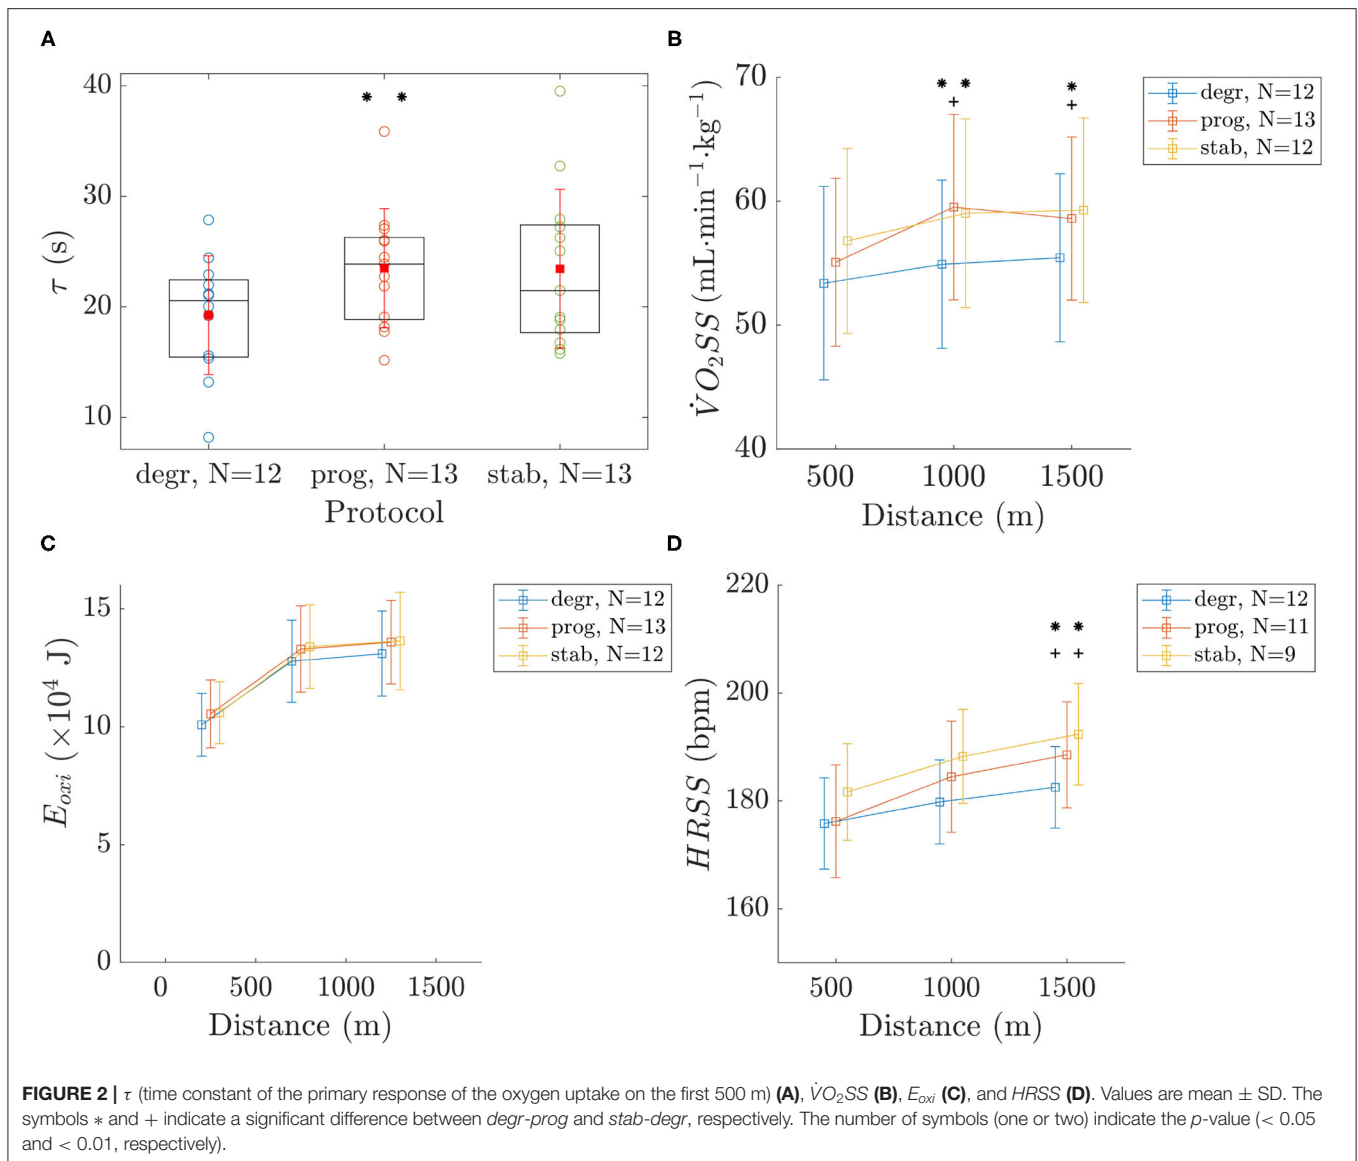 A
40
30
20
10
τ (s)
* *
degr, N=12
prog, N=13
stab, N=13
Protocol
B
70
60
50
40
V̇O₂SS (mL·min⁻¹·kg⁻¹)
* *
+
*
+
500
1000
1500
Distance (m)
degr, N=12
prog, N=13
stab, N=12
C
15
10
5
0
E_oxi (×10⁴ J)
0
500
1000
1500
Distance (m)
degr, N=12
prog, N=13
stab, N=12
D
220
200
180
160
HRSS (bpm)
* *
+ +
500
1000
1500
Distance (m)
degr, N=12
prog, N=11
stab, N=9
FIGURE 2 | τ (time constant of the primary response of the oxygen uptake on the first 500 m) (A), V̇O₂SS (B), E_oxi (C), and HRSS (D). Values are mean ± SD. The
symbols * and + indicate a significant difference between degr-prog and stab-degr, respectively. The number of symbols (one or two) indicate the p-value (< 0.05
and < 0.01, respectively).